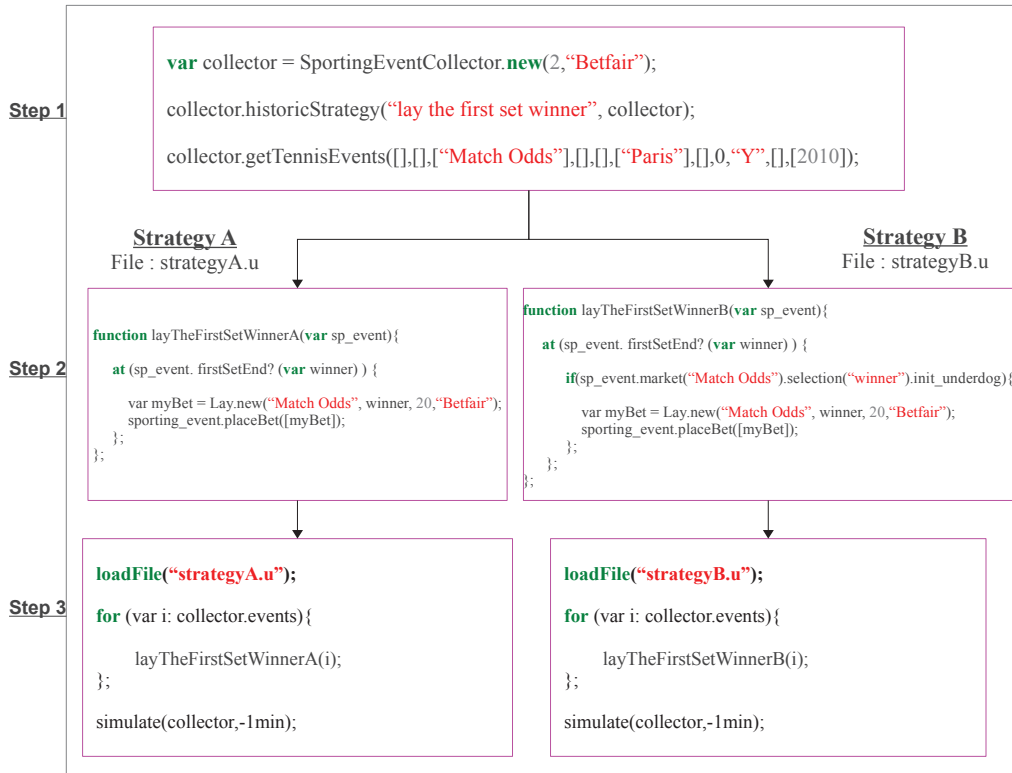 Step 1
var collector = SportingEventCollector.new(2,“Betfair”);
collector.historicStrategy(“lay the first set winner”, collector);
collector.getTennisEvents([],[],[“Match Odds”],[],[],[“Paris”],[],0,“Y”,[],[2010]);
Strategy A
File : strategyA.u
Strategy B
File : strategyB.u
Step 2
function layTheFirstSetWinnerA(var sp_event){
at (sp_event. firstSetEnd? (var winner) ) {
var myBet = Lay.new(“Match Odds”, winner, 20,“Betfair”);
sporting_event.placeBet([myBet]);
};
};
function layTheFirstSetWinnerB(var sp_event){
at (sp_event. firstSetEnd? (var winner) ) {
if(sp_event.market(“Match Odds”).selection(“winner”).init_underdog){
var myBet = Lay.new(“Match Odds”, winner, 20,“Betfair”);
sporting_event.placeBet([myBet]);
};
};
};
Step 3
loadFile(“strategyA.u”);
for (var i: collector.events){
layTheFirstSetWinnerA(i);
};
simulate(collector,-1min);
loadFile(“strategyB.u”);
for (var i: collector.events){
layTheFirstSetWinnerB(i);
};
simulate(collector,-1min);